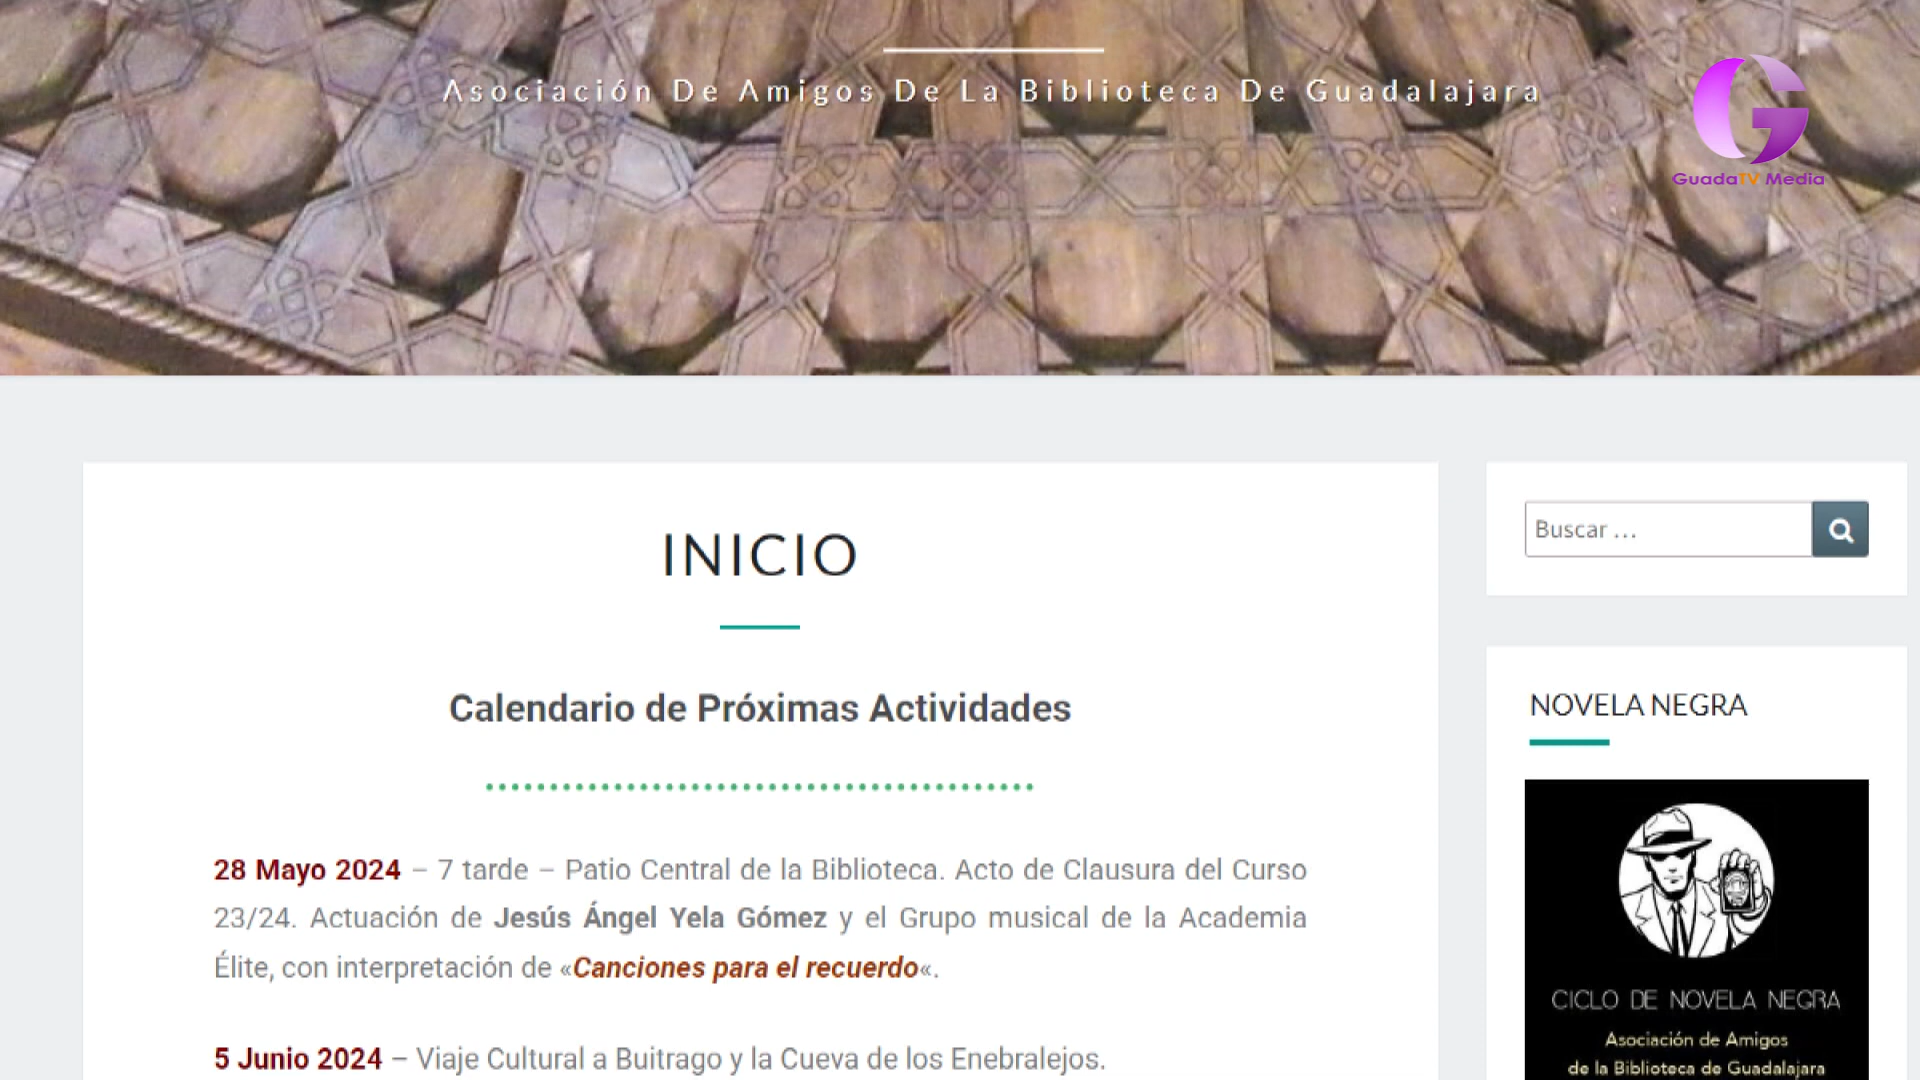 Asociación De Amigos De La Biblioteca De Guadalajara
GuadaTV Media
INICIO
Calendario de Próximas Actividades
28 Mayo 2024 – 7 tarde – Patio Central de la Biblioteca. Acto de Clausura del Curso
23/24. Actuación de Jesús Ángel Yela Gómez y el Grupo musical de la Academia
Élite, con interpretación de «Canciones para el recuerdo«.
5 Junio 2024 – Viaje Cultural a Buitrago y la Cueva de los Enebralejos.
Buscar …
NOVELA NEGRA
CICLO DE NOVELA NEGRA
Asociación de Amigos
de la Biblioteca de Guadalajara